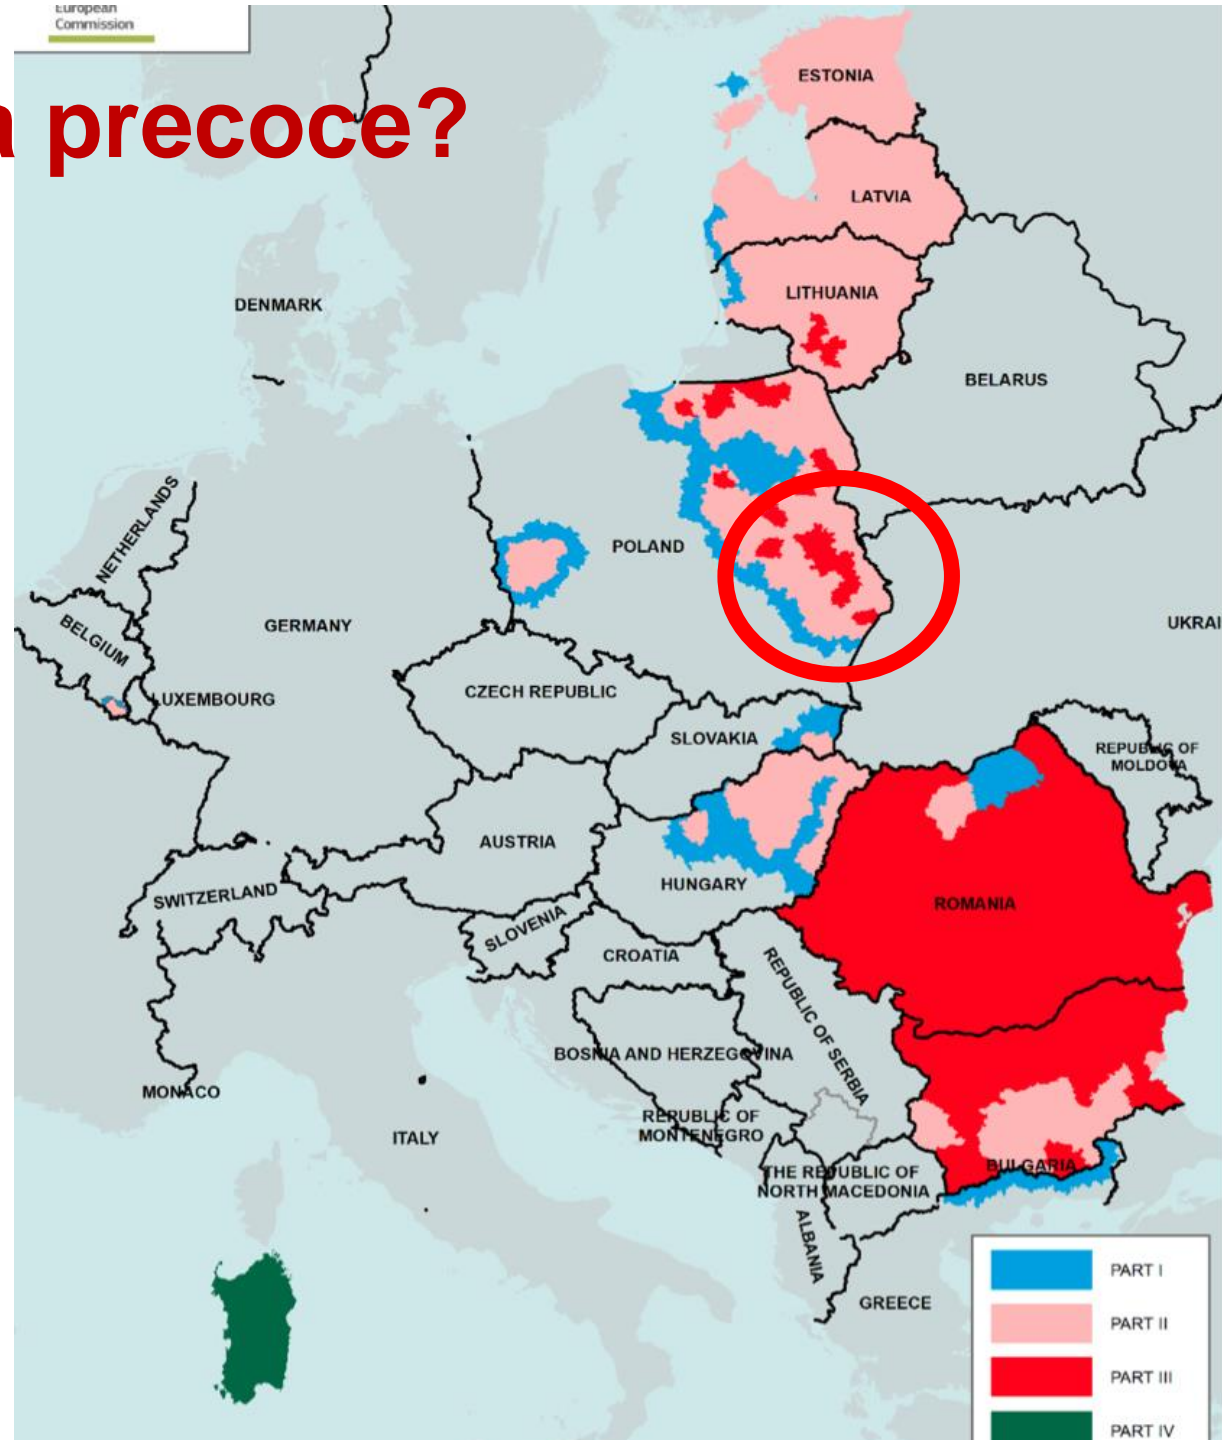 European
Commission
a precoce?
ESTONIA
LATVIA
LITHUANIA
DENMARK
BELARUS
NETHERLANDS
POLAND
BELGIUM
GERMANY
UKRAI
LUXEMBOURG
CZECH REPUBLIC
SLOVAKIA
REPUBLIC OF
MOLDOVA
AUSTRIA
HUNGARY
SWITZERLAND
ROMANIA
SLOVENIA
CROATIA
REPUBLIC OF SERBIA
BOSNIA AND HERZEGOVINA
MONACO
REPUBLIC OF
MONTENEGRO
ITALY
BULGARIA
THE REPUBLIC OF
NORTH MACEDONIA
ALBANIA
GREECE
PART I
PART II
PART III
PART IV